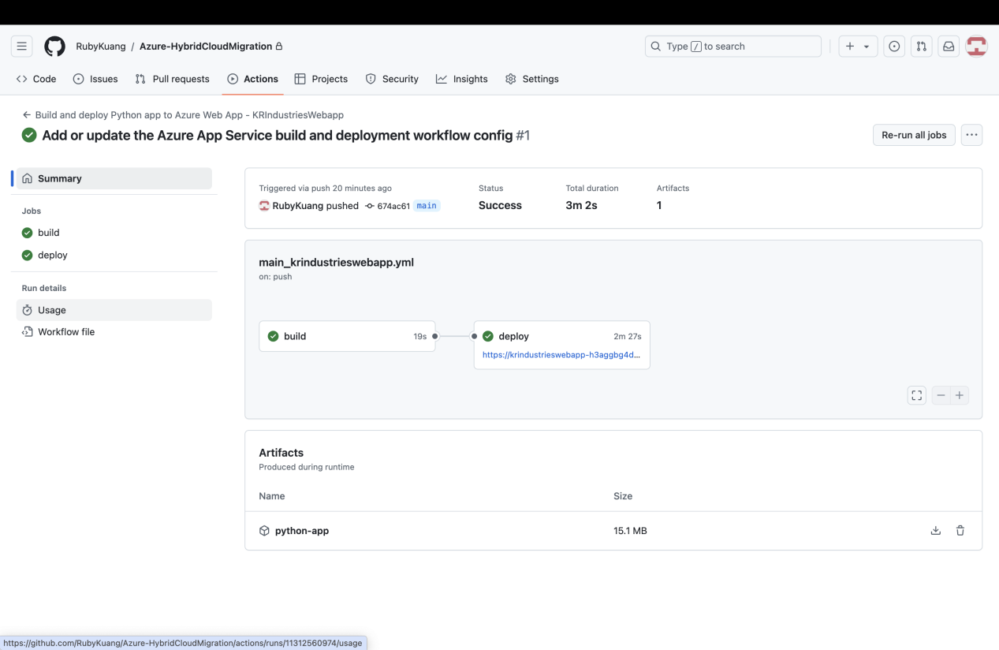 RubyKuang / Azure-HybridCloudMigration
Type / to search
Code Issues Pull requests Actions Projects Security Insights Settings
Build and deploy Python app to Azure Web App - KRIndustriesWebapp
Add or update the Azure App Service build and deployment workflow config #1
Re-run all jobs
Summary
Jobs
build
deploy
Run details
Usage
Workflow file
Triggered via push 20 minutes ago
RubyKuang pushed 674ac61 main
Status
Success
Total duration
3m 2s
Artifacts
1
main_krindustrieswebapp.yml
on: push
build 19s
deploy 2m 27s
https://krindustrieswebapp-h3aggbg4d...
Artifacts
Produced during runtime
Name Size
python-app 15.1 MB
https://github.com/RubyKuang/Azure-HybridCloudMigration/actions/runs/11312560974/usage